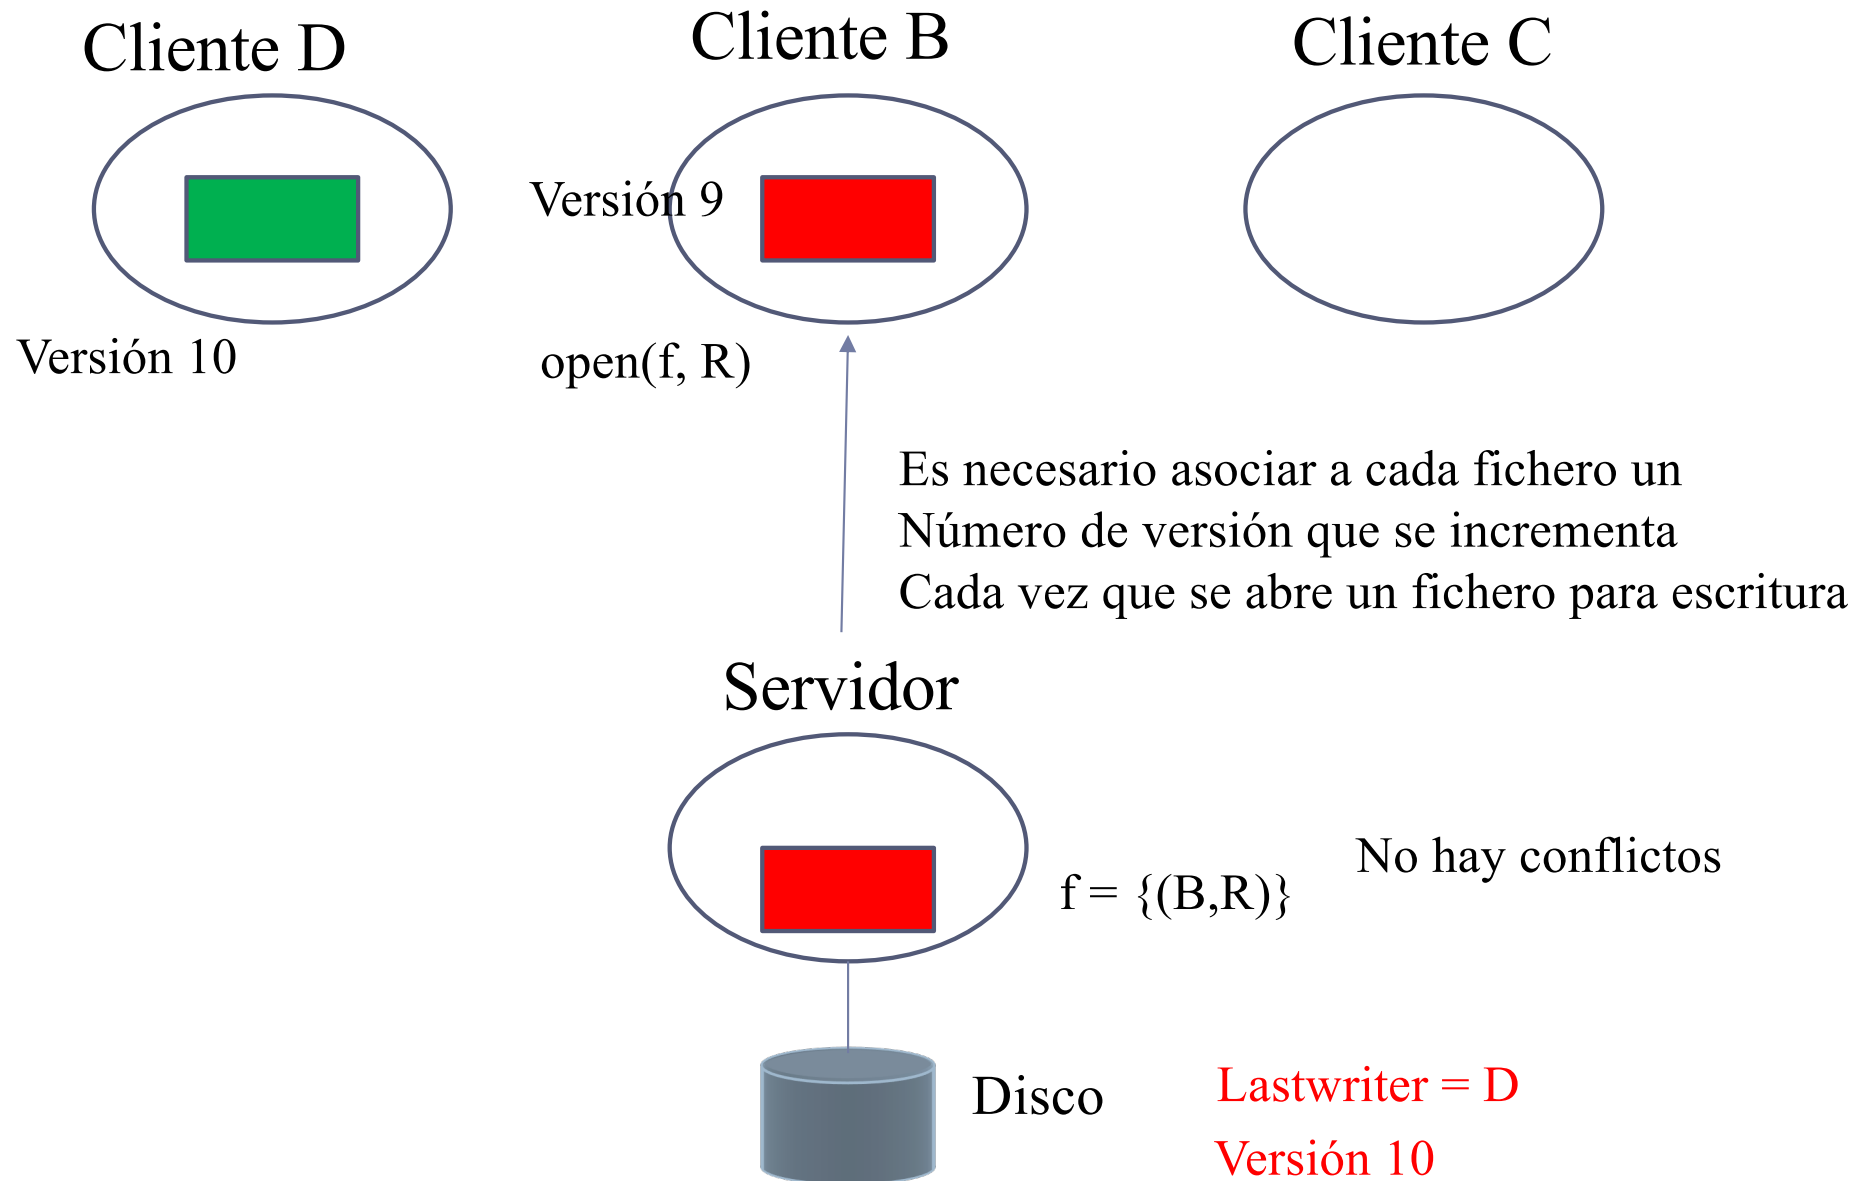 Cliente D
Cliente B
Cliente C
Versión 9
Versión 10
open(f, R)
Es necesario asociar a cada fichero un
Número de versión que se incrementa
Cada vez que se abre un fichero para escritura
Servidor
No hay conflictos
f = {(B,R)}
Disco
Lastwriter = D
Versión 10